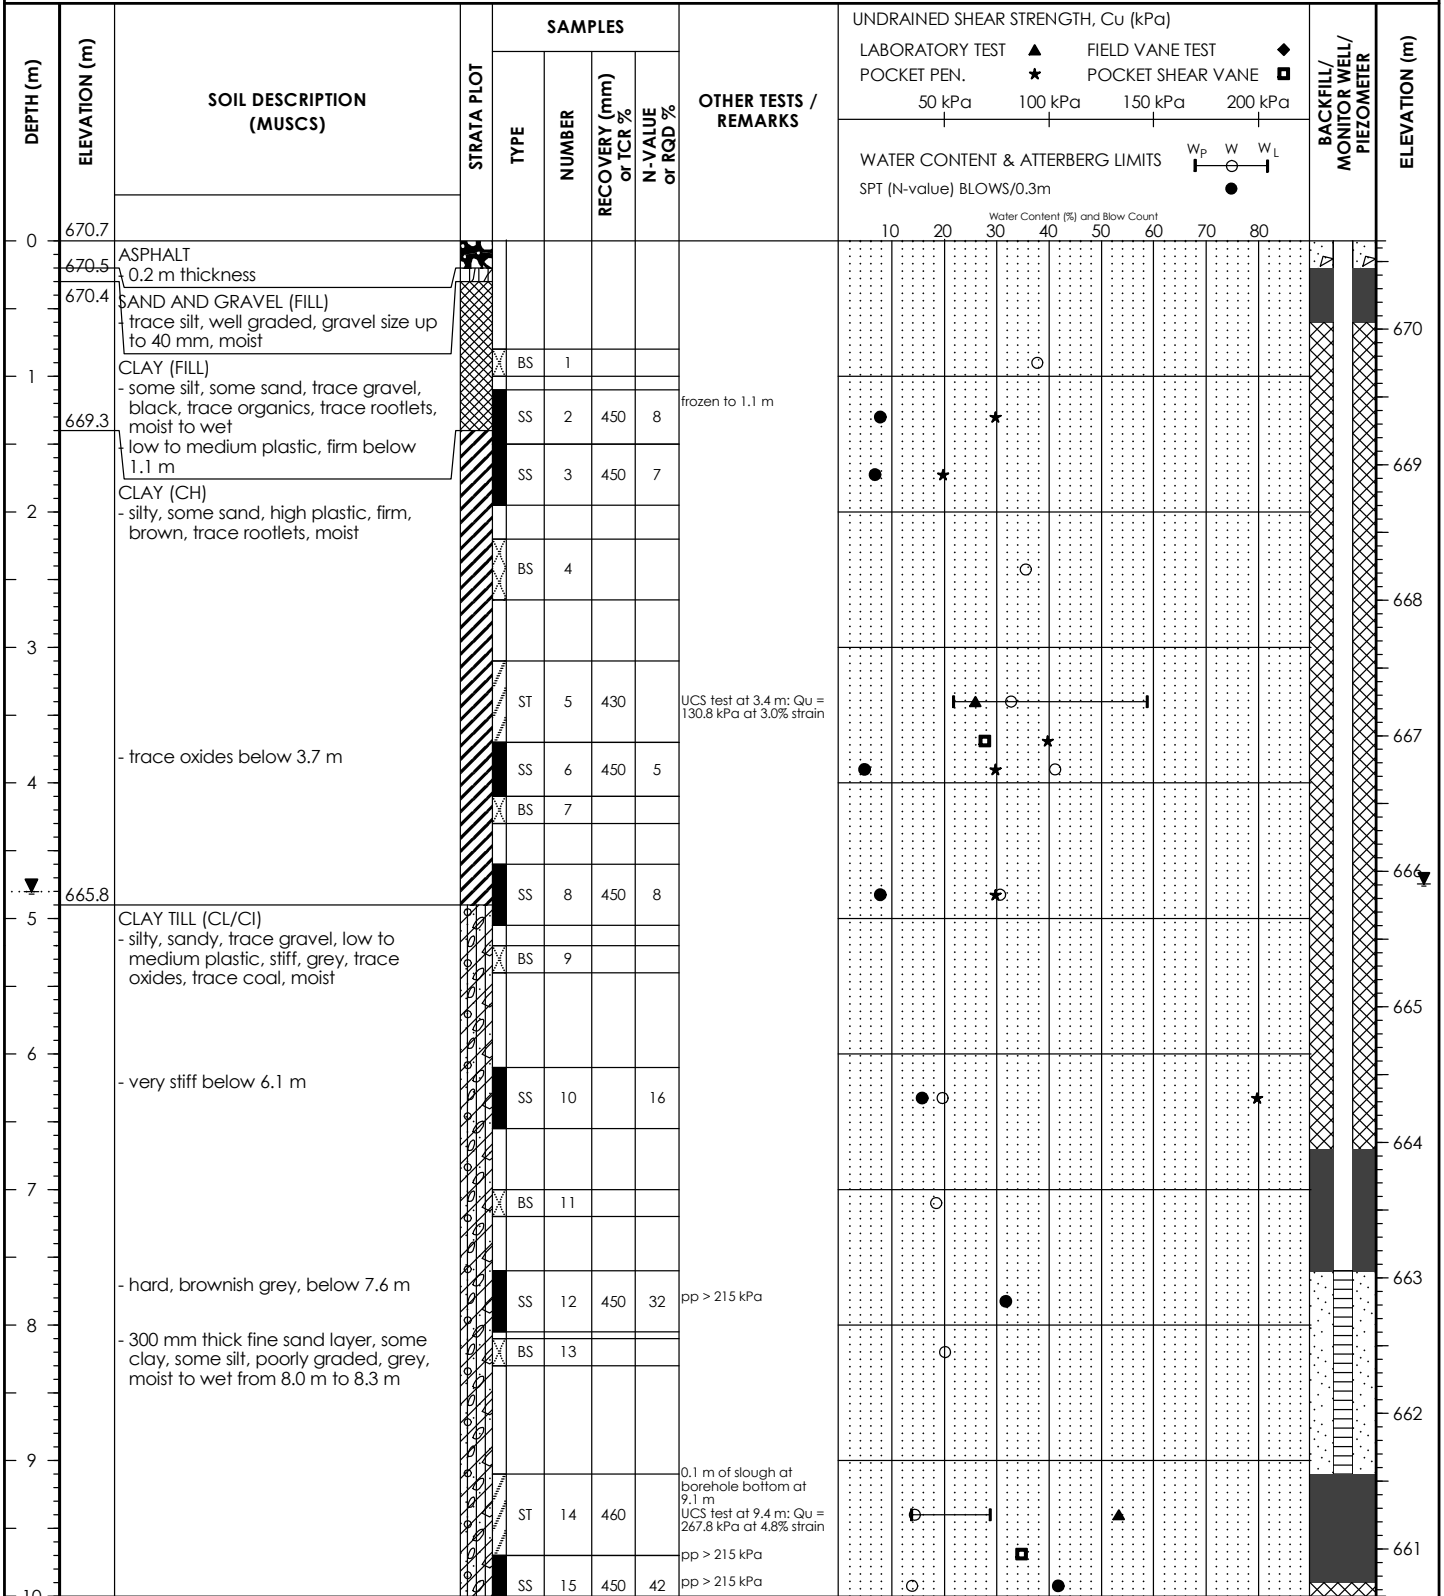 DEPTH (m)
ELEVATION (m)
SOIL DESCRIPTION
(MUSCS)
STRATA PLOT
SAMPLES
TYPE
NUMBER
RECOVERY (mm)
or TCR %
N-VALUE
or RQD %
OTHER TESTS /
REMARKS
UNDRAINED SHEAR STRENGTH, Cu (kPa)
LABORATORY TEST ▲ FIELD VANE TEST ◆
POCKET PEN. ★ POCKET SHEAR VANE
50 kPa 100 kPa 150 kPa 200 kPa
WATER CONTENT & ATTERBERG LIMITS
WP W WL
SPT (N-value) BLOWS/0.3m ●
Water Content (%) and Blow Count
10 20 30 40 50 60 70 80
BACKFILL/
MONITOR WELL/
PIEZOMETER
ELEVATION (m)
0 670.7
ASPHALT
670.5 - 0.2 m thickness
670.4 SAND AND GRAVEL (FILL)
- trace silt, well graded, gravel size up
to 40 mm, moist
670
BS 1
CLAY (FILL)
1
- some silt, some sand, trace gravel,
black, trace organics, trace rootlets,
moist to wet
frozen to 1.1 m
SS 2 450 8
669.3
- low to medium plastic, firm below
1.1 m
SS 3 450 7
669
CLAY (CH)
2
- silty, some sand, high plastic, firm,
brown, trace rootlets, moist
BS 4
668
3
ST 5 430
UCS test at 3.4 m: Qu =
130.8 kPa at 3.0% strain
667
- trace oxides below 3.7 m
SS 6 450 5
4
BS 7
666
665.8
SS 8 450 8
5
CLAY TILL (CL/CI)
- silty, sandy, trace gravel, low to
medium plastic, stiff, grey, trace
oxides, trace coal, moist
BS 9
665
6
- very stiff below 6.1 m
SS 10 16
664
7
BS 11
663
- hard, brownish grey, below 7.6 m
SS 12 450 32
pp > 215 kPa
8
- 300 mm thick fine sand layer, some
clay, some silt, poorly graded, grey,
moist to wet from 8.0 m to 8.3 m
BS 13
662
9
0.1 m of slough at
borehole bottom at
9.1 m
ST 14 460
UCS test at 9.4 m: Qu =
267.8 kPa at 4.8% strain
661
pp > 215 kPa
SS 15 450 42
pp > 215 kPa
10